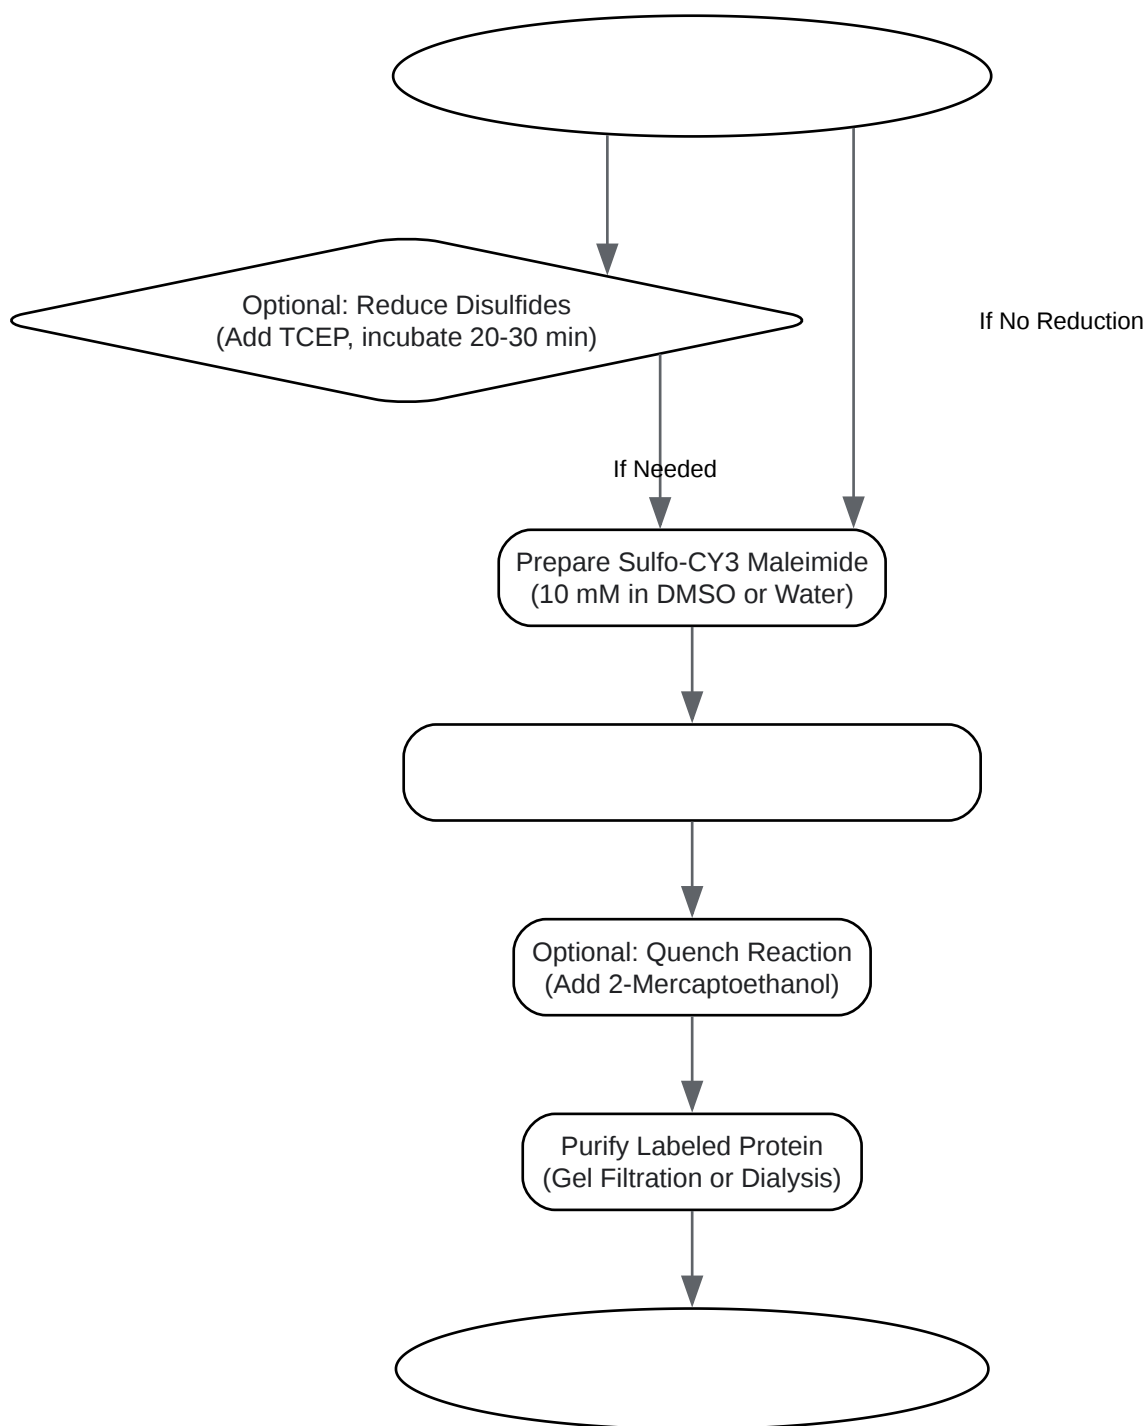 Optional: Reduce Disulfides
(Add TCEP, incubate 20-30 min)
If No Reduction
If Needed
Prepare Sulfo-CY3 Maleimide
(10 mM in DMSO or Water)
Optional: Quench Reaction
(Add 2-Mercaptoethanol)
Purify Labeled Protein
(Gel Filtration or Dialysis)